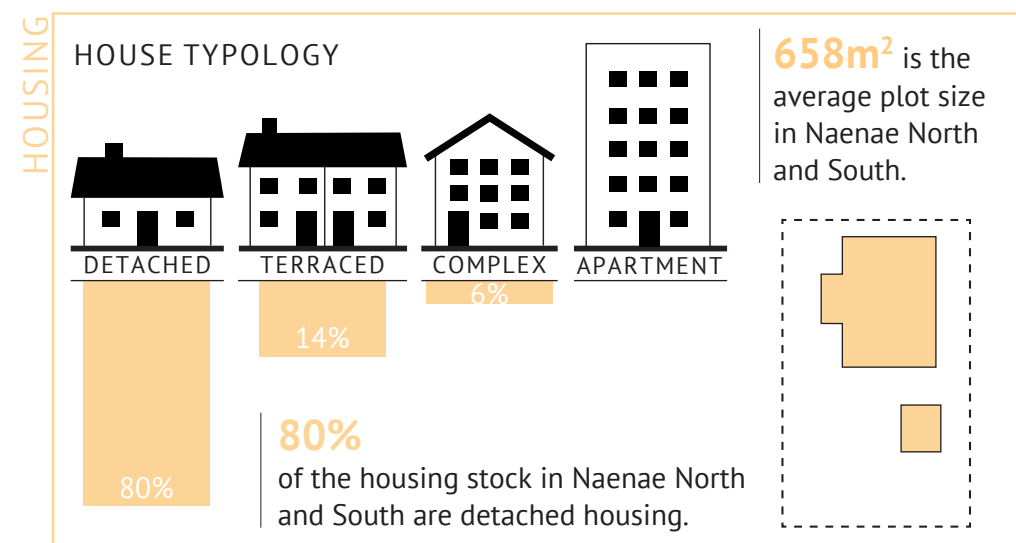 HOUSING
HOUSE TYPOLOGY
DETACHED
TERRACED
COMPLEX
APARTMENT
80%
14%
6%
80%
of the housing stock in Naenae North
and South are detached housing.
658m² is the
average plot size
in Naenae North
and South.